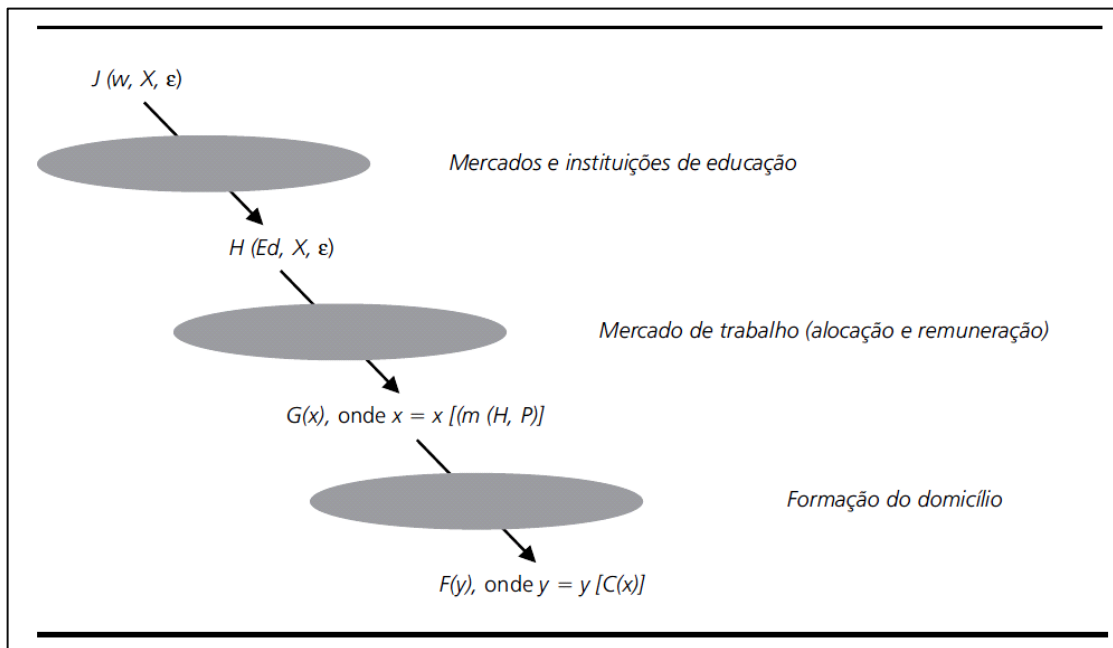 J (w, X, ε)
Mercados e instituições de educação
H (Ed, X, ε)
Mercado de trabalho (alocação e remuneração)
G(x), onde x = x [(m (H, P)]
Formação do domicílio
F(y), onde y = y [C(x)]